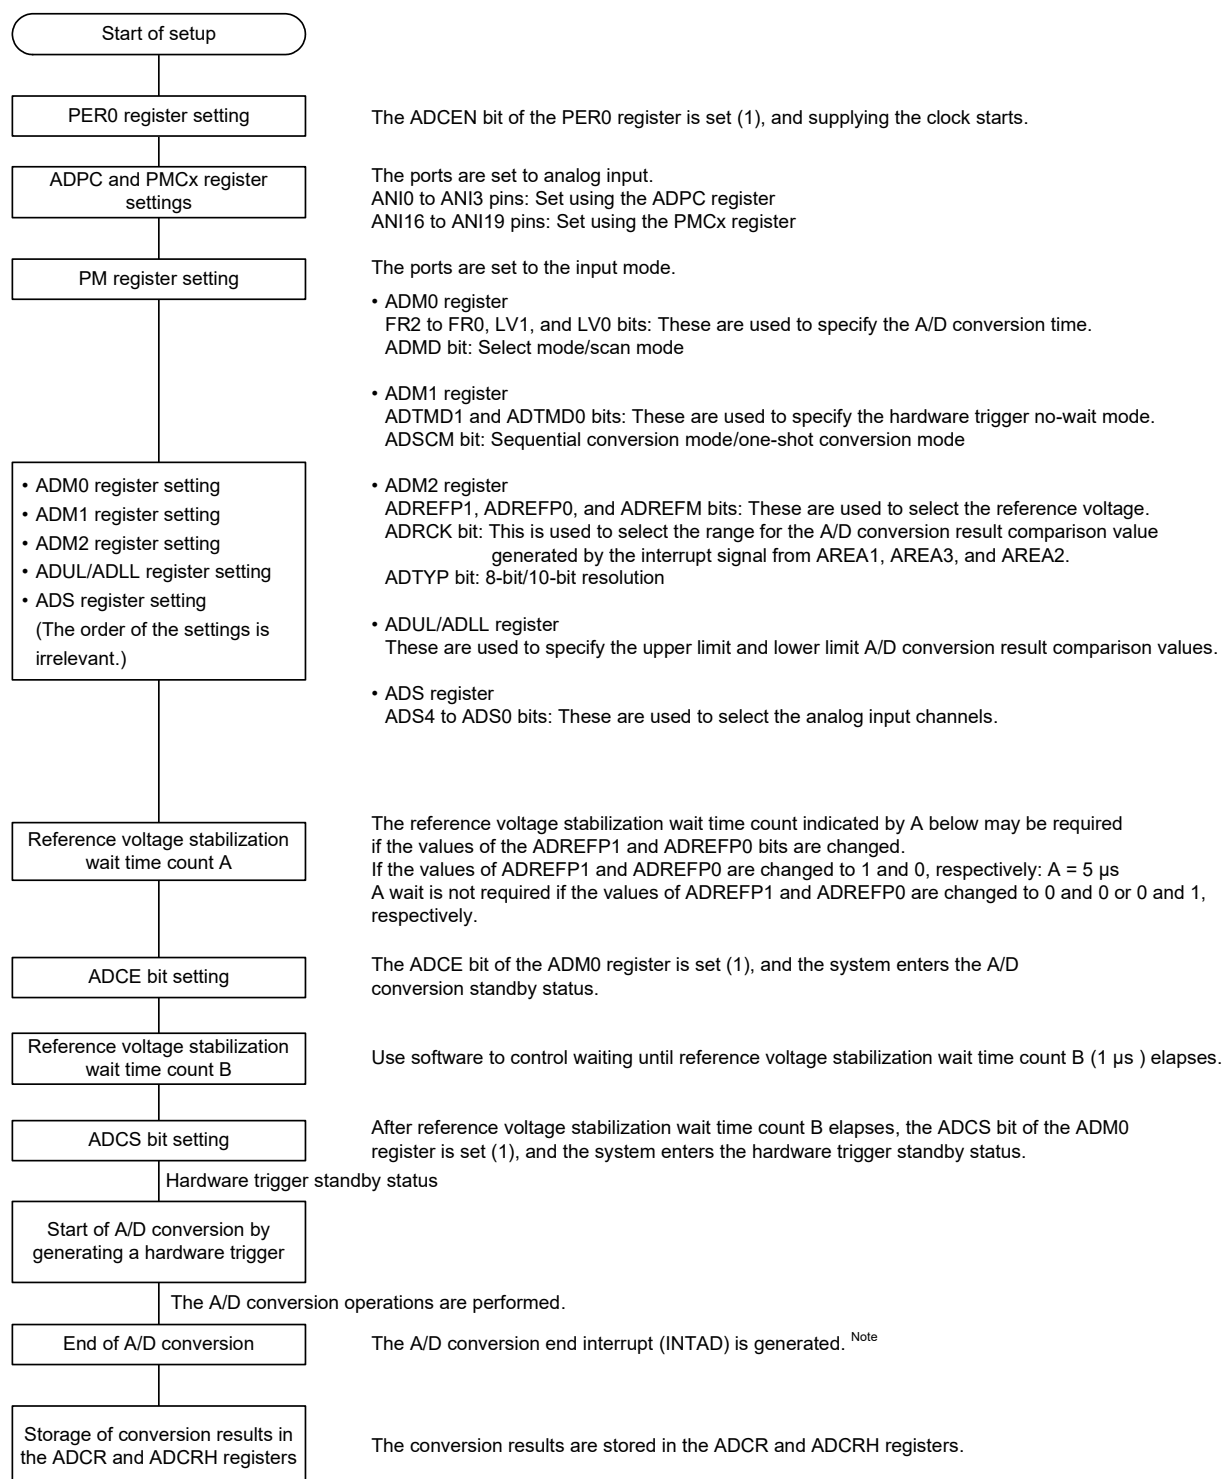 Start of setup
PER0 register setting
The ADCEN bit of the PER0 register is set (1), and supplying the clock starts.
ADPC and PMCx register
settings
The ports are set to analog input.
ANI0 to ANI3 pins: Set using the ADPC register
ANI16 to ANI19 pins: Set using the PMCx register
PM register setting
The ports are set to the input mode.
• ADM0 register
FR2 to FR0, LV1, and LV0 bits: These are used to specify the A/D conversion time.
ADMD bit: Select mode/scan mode
• ADM1 register
ADTMD1 and ADTMD0 bits: These are used to specify the hardware trigger no-wait mode.
ADSCM bit: Sequential conversion mode/one-shot conversion mode
• ADM2 register
ADREFP1, ADREFP0, and ADREFM bits: These are used to select the reference voltage.
ADRCK bit: This is used to select the range for the A/D conversion result comparison value
generated by the interrupt signal from AREA1, AREA3, and AREA2.
ADTYP bit: 8-bit/10-bit resolution
• ADUL/ADLL register
These are used to specify the upper limit and lower limit A/D conversion result comparison values.
• ADS register
ADS4 to ADS0 bits: These are used to select the analog input channels.
• ADM0 register setting
• ADM1 register setting
• ADM2 register setting
• ADUL/ADLL register setting
• ADS register setting
(The order of the settings is
irrelevant.)
Reference voltage stabilization
wait time count A
The reference voltage stabilization wait time count indicated by A below may be required
if the values of the ADREFP1 and ADREFP0 bits are changed.
If the values of ADREFP1 and ADREFP0 are changed to 1 and 0, respectively: A = 5 µs
A wait is not required if the values of ADREFP1 and ADREFP0 are changed to 0 and 0 or 0 and 1,
respectively.
ADCE bit setting
The ADCE bit of the ADM0 register is set (1), and the system enters the A/D
conversion standby status.
Reference voltage stabilization
wait time count B
Use software to control waiting until reference voltage stabilization wait time count B (1 µs ) elapses.
ADCS bit setting
After reference voltage stabilization wait time count B elapses, the ADCS bit of the ADM0
register is set (1), and the system enters the hardware trigger standby status.
Hardware trigger standby status
Start of A/D conversion by
generating a hardware trigger
The A/D conversion operations are performed.
End of A/D conversion
The A/D conversion end interrupt (INTAD) is generated. Note
Storage of conversion results in
the ADCR and ADCRH registers
The conversion results are stored in the ADCR and ADCRH registers.